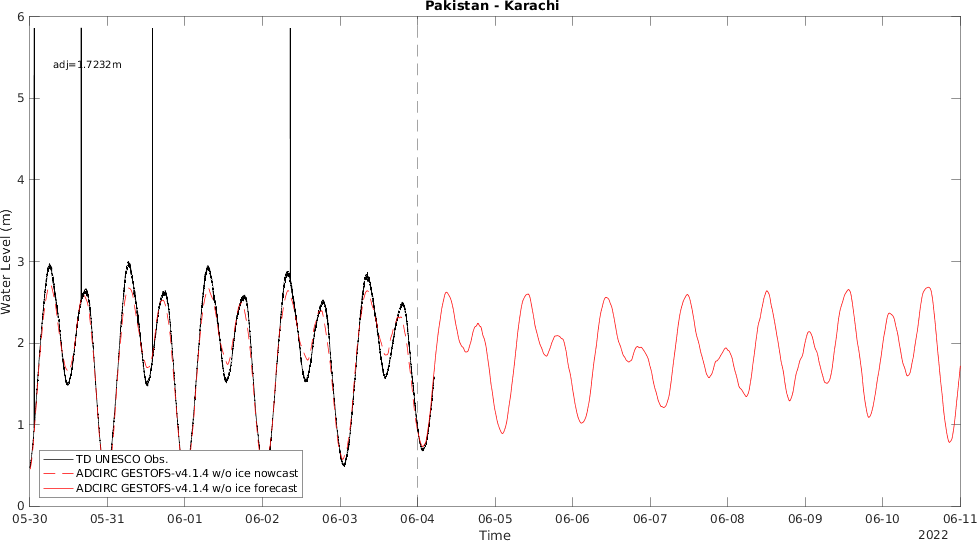 Pakistan - Karachi
6
adj=1.7232m
5
4
3
2
1
0
Water Level (m)
TD UNESCO Obs.
ADCIRC GESTOFS-v4.1.4 w/o ice nowcast
ADCIRC GESTOFS-v4.1.4 w/o ice forecast
05-30 05-31 06-01 06-02 06-03 06-04 06-05 06-06 06-07 06-08 06-09 06-10 06-11
Time
2022